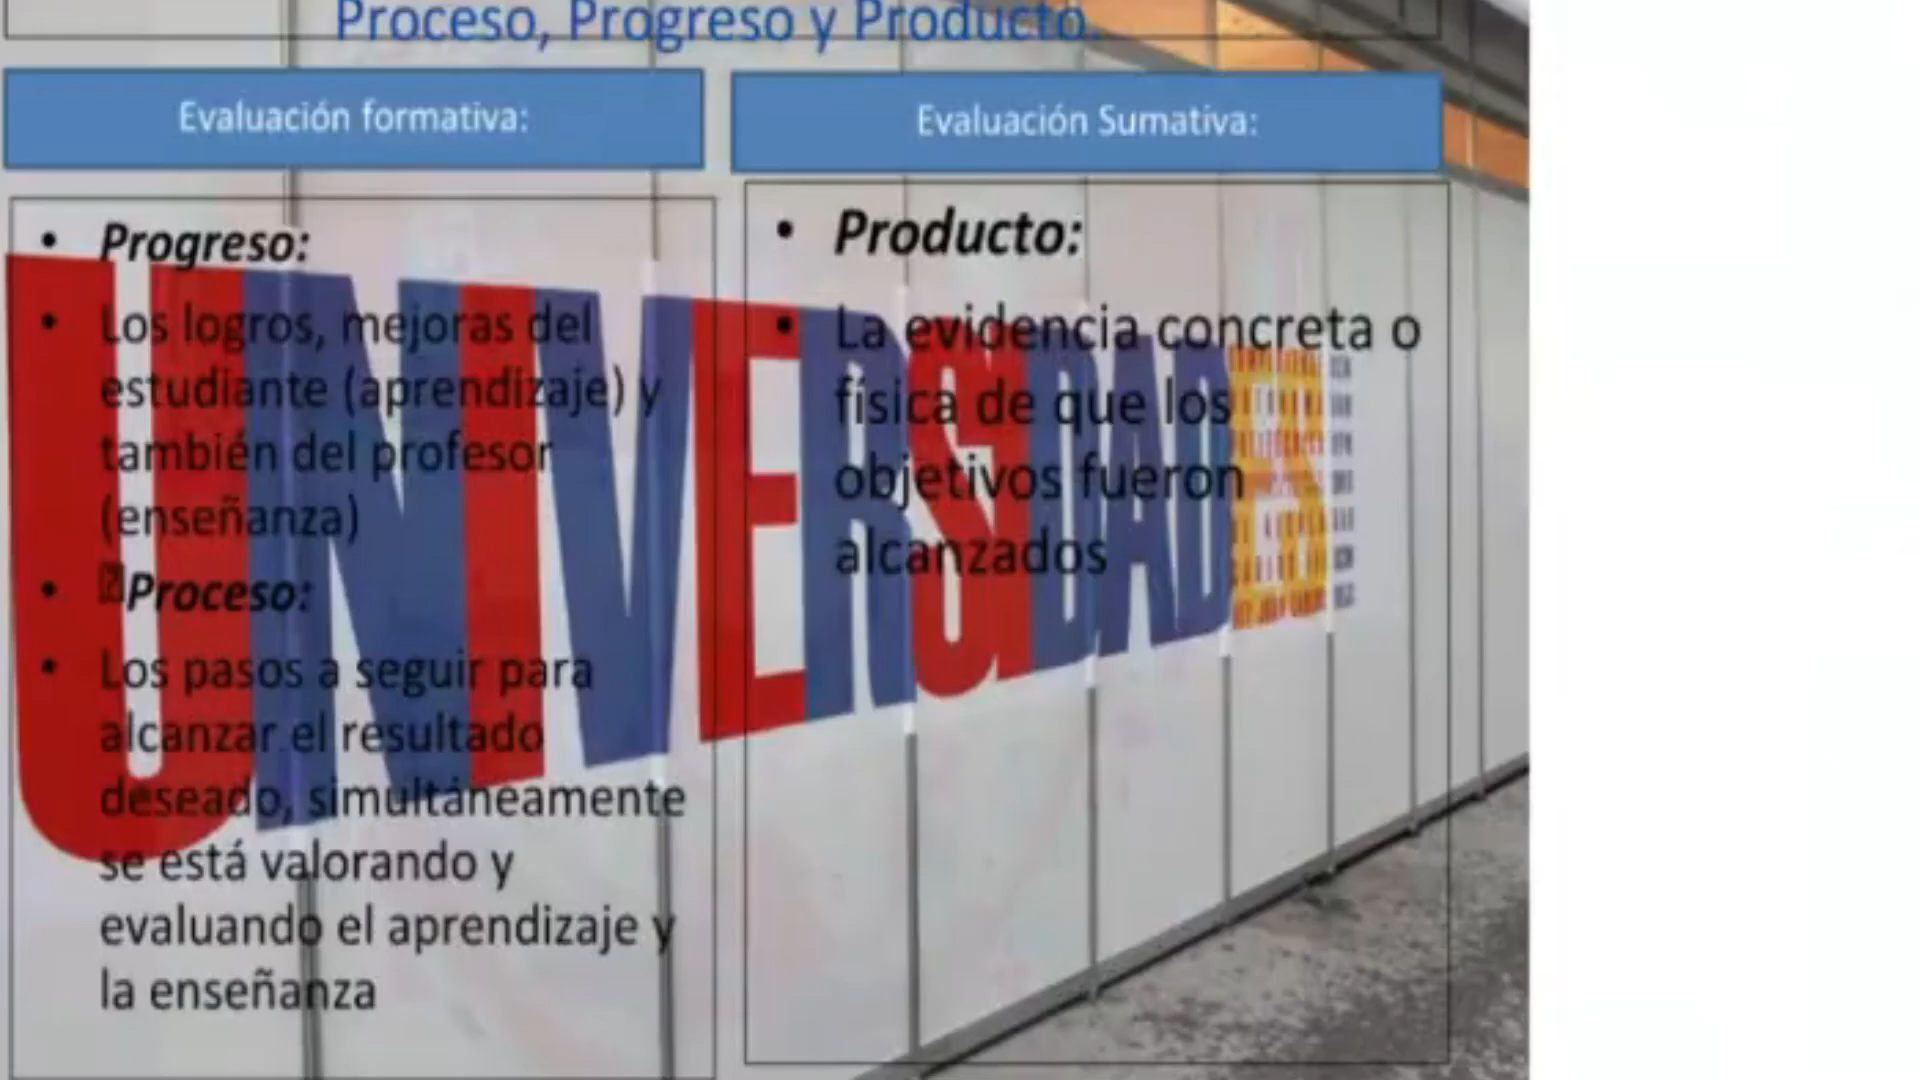 Proceso, Progreso y Producto.
Evaluación formativa:
• Progreso:
• Los logros, mejoras del
estudiante (aprendizaje) y
también del profesor
(enseñanza)
• Proceso:
• Los pasos a seguir para
alcanzar el resultado
deseado, simultáneamente
se está valorando y
evaluando el aprendizaje y
la enseñanza
Evaluación Sumativa:
• Producto:
• La evidencia concreta o
física de que los
objetivos fueron
alcanzados
UNIVERSIDADES